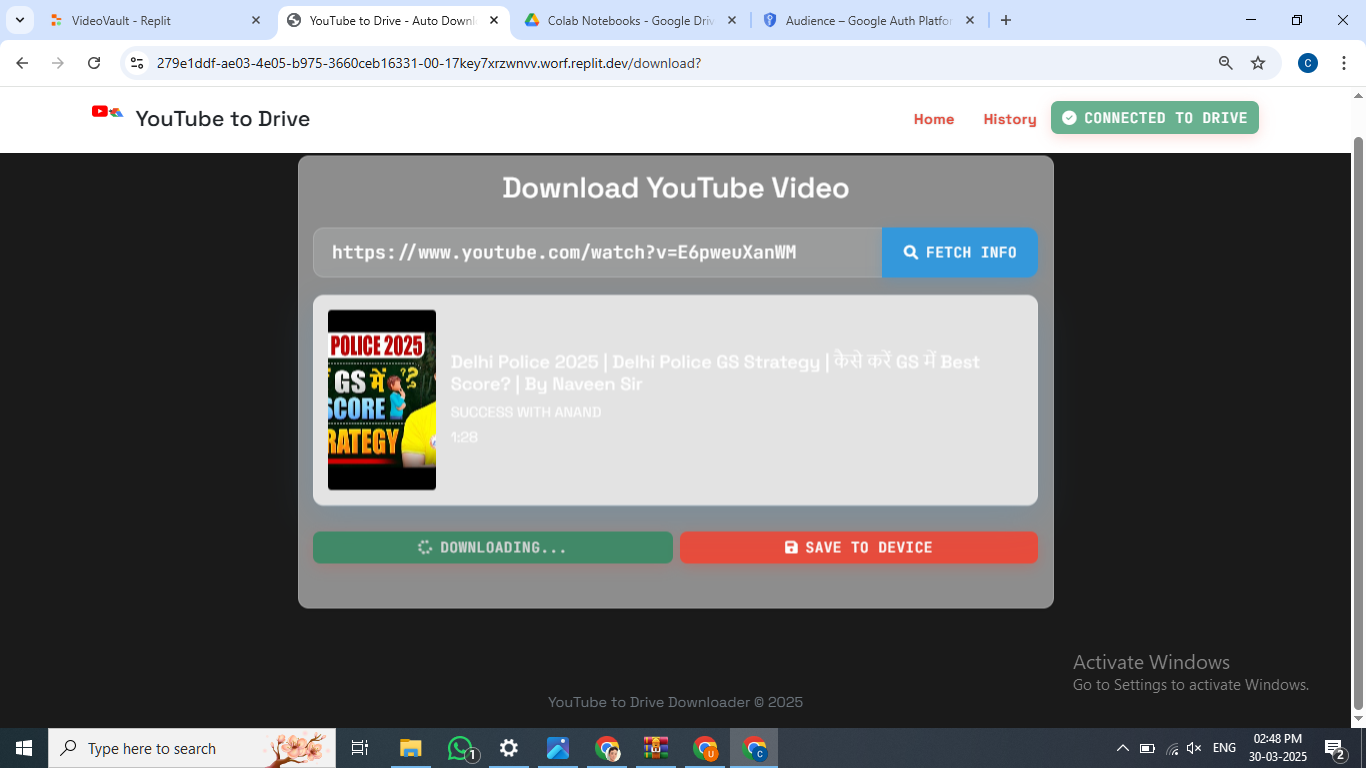 VideoVault - Replit
YouTube to Drive - Auto Downl
Colab Notebooks - Google Driv
Audience – Google Auth Platfor
279e1ddf-ae03-4e05-b975-3660ceb16331-00-17key7xrzwnvv.worf.replit.dev/download?
C
YouTube to Drive
Home
History
CONNECTED TO DRIVE
Download YouTube Video
https://www.youtube.com/watch?v=E6pweuXanWM
FETCH INFO
POLICE 2025
GS में
SCORE
RATEGY
Delhi Police 2025 | Delhi Police GS Strategy | कैसे करें GS में Best
Score? | By Naveen Sir
SUCCESS WITH ANAND
1:28
DOWNLOADING...
SAVE TO DEVICE
Activate Windows
Go to Settings to activate Windows.
YouTube to Drive Downloader © 2025
Type here to search
1
U
C
ENG
02:48 PM
30-03-2025
2